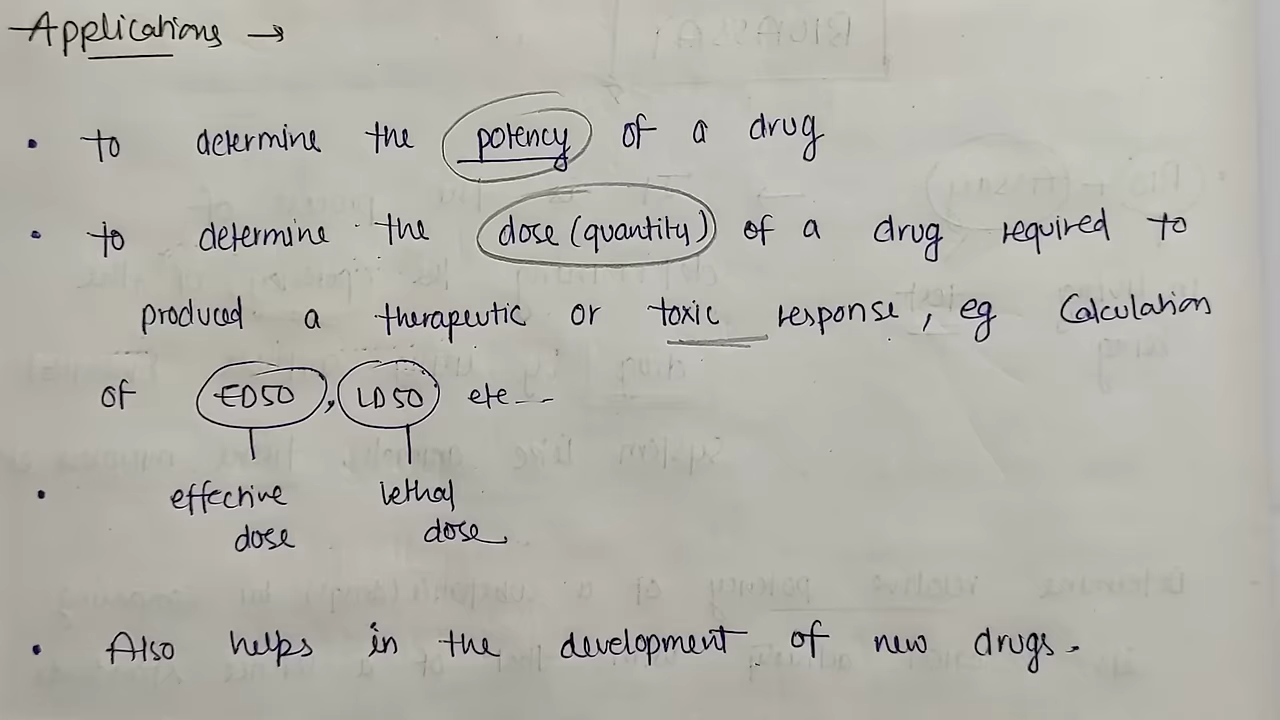 Applications →
• to determine the potency of a drug
• to determine the dose (quantity) of a drug required to
produced a therapeutic or toxic response, eg Calculation
of ED50, LD50 etc---
• effective lethal
dose dose
• Also helps in the development of new drugs.